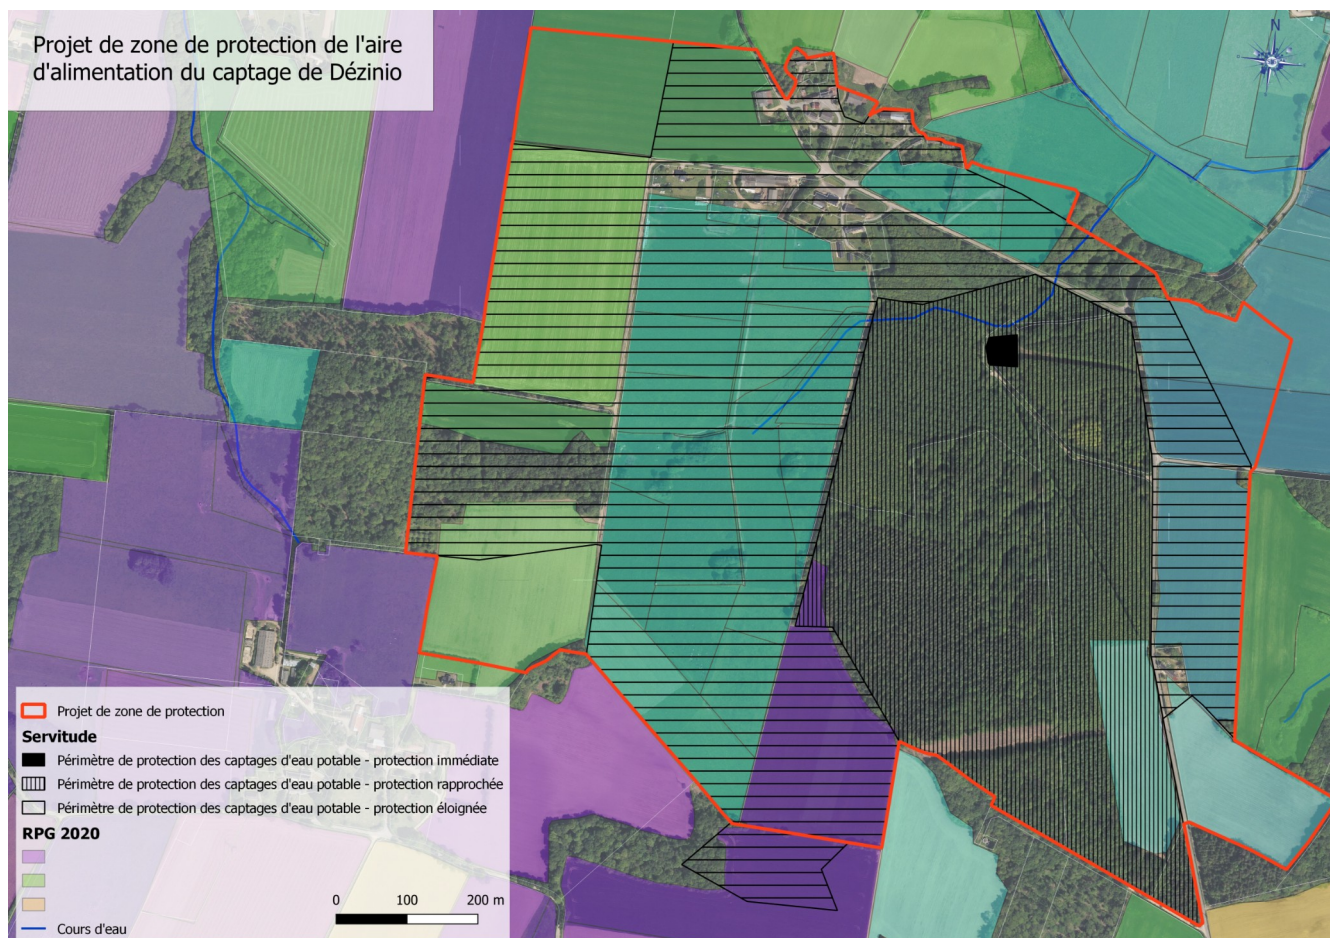 Projet de zone de protection de l'aire
d'alimentation du captage de Dézinio
N
Projet de zone de protection
Servitude
Périmètre de protection des captages d'eau potable - protection immédiate
Périmètre de protection des captages d'eau potable - protection rapprochée
Périmètre de protection des captages d'eau potable - protection éloignée
RPG 2020
Cours d'eau
0 100 200 m